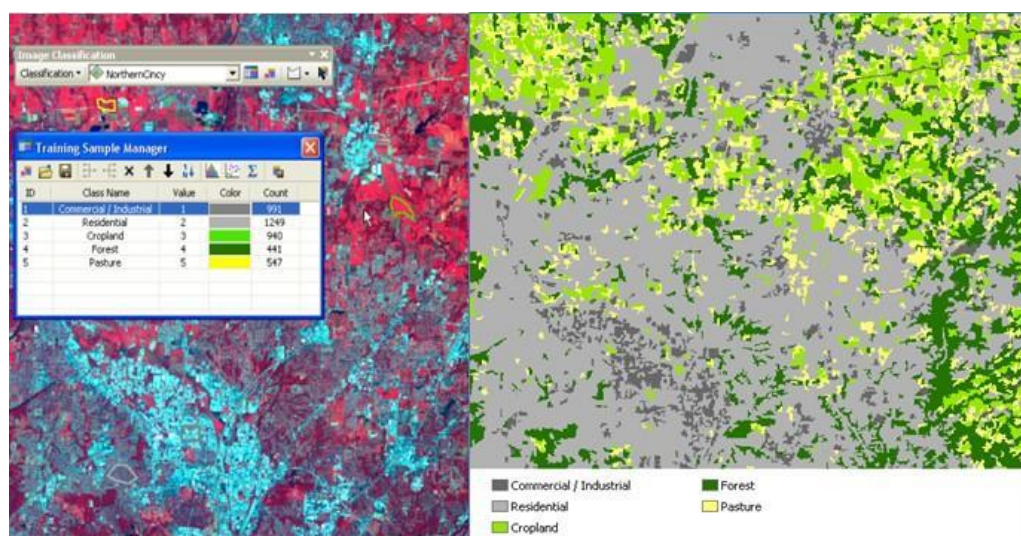 Image Classification
Classification NorthernCincy
Training Sample Manager
ID Class Name Value Color Count
1 Commercial / Industrial 1 991
2 Residential 2 1249
3 Cropland 3 940
4 Forest 4 441
5 Pasture 5 547
Commercial / Industrial
Residential
Cropland
Forest
Pasture